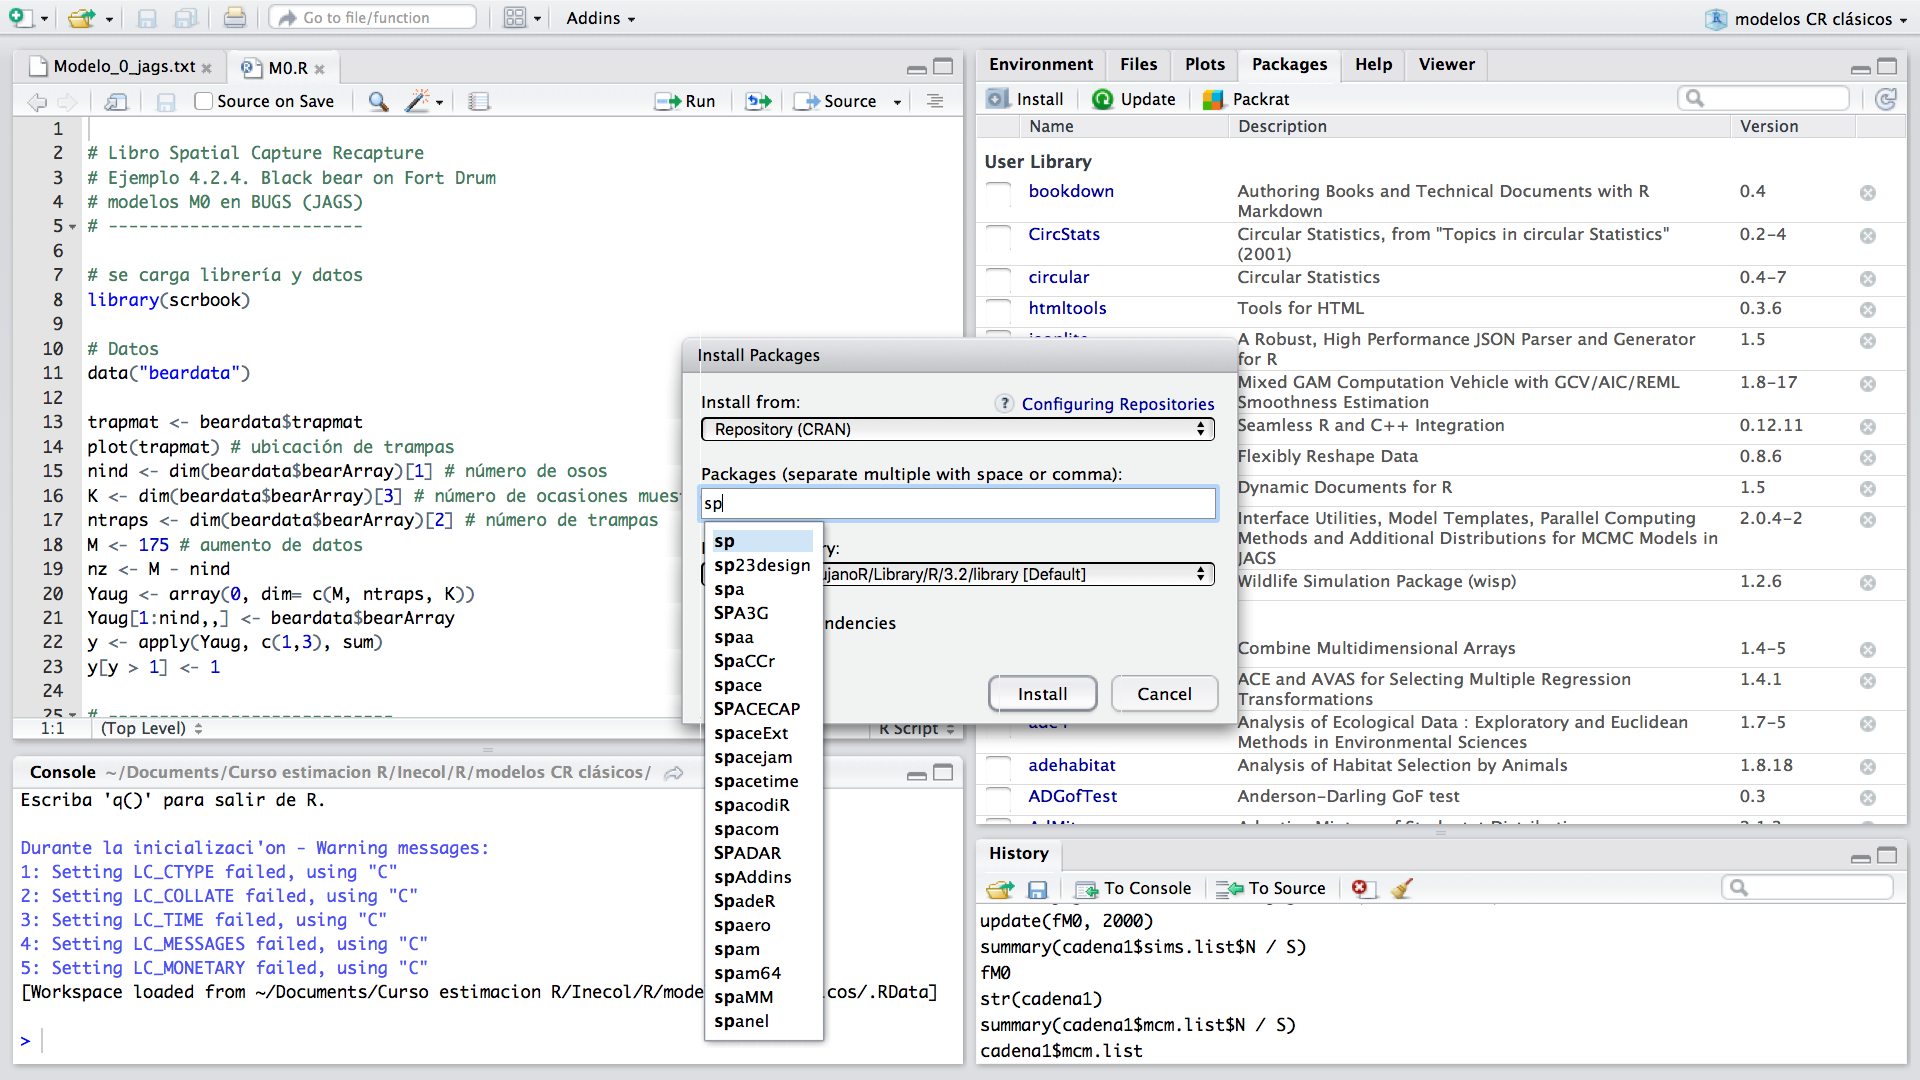 Go to file/function
Addins
modelos CR clásicos
Modelo_0_jags.txt
M0.R
Source on Save
Run
Source
1
2 # Libro Spatial Capture Recapture
3 # Ejemplo 4.2.4. Black bear on Fort Drum
4 # modelos M0 en BUGS (JAGS)
5 # -------------------------
6
7 # se carga librería y datos
8 library(scrbook)
9
10 # Datos
11 data("beardata")
12
13 trapmat <- beardata$trapmat
14 plot(trapmat) # ubicación de trampas
15 nind <- dim(beardata$bearArray)[1] # número de osos
16 K <- dim(beardata$bearArray)[3] # número de ocasiones
17 ntraps <- dim(beardata$bearArray)[2] # número de trampas
18 M <- 175 # aumento de datos
19 nz <- M - nind
20 Yaug <- array(0, dim= c(M, ntraps, K))
21 Yaug[1:nind,,] <- beardata$bearArray
22 y <- apply(Yaug, c(1,3), sum)
23 y[y > 1] <- 1
24
25 # ----------------------------
1:1 (Top Level) R Script
Console ~/Documents/Curso estimacion R/Inecol/R/modelos CR clásicos/
Escriba 'q()' para salir de R.
Durante la inicializaci'on - Warning messages:
1: Setting LC_CTYPE failed, using "C"
2: Setting LC_COLLATE failed, using "C"
3: Setting LC_TIME failed, using "C"
4: Setting LC_MESSAGES failed, using "C"
5: Setting LC_MONETARY failed, using "C"
[Workspace loaded from ~/Documents/Curso estimacion R/Inecol/R/mode cos/.RData]
>
Install Packages
Install from:
? Configuring Repositories
Repository (CRAN)
Packages (separate multiple with space or comma):
sp
ry:
ujanoR/Library/R/3.2/library [Default]
ndencies
Install
Cancel
sp
sp23design
spa
SPA3G
spaa
SpaCCr
space
SPACECAP
spaceExt
spacejam
spacetime
spacodiR
spacom
SPADAR
spAddins
SpadeR
spaero
spam
spam64
spaMM
spanel
Environment
Files
Plots
Packages
Help
Viewer
Install
Update
Packrat
Name Description Version
User Library
bookdown Authoring Books and Technical Documents with R 0.4
Markdown
CircStats Circular Statistics, from "Topics in circular Statistics" 0.2-4
(2001)
circular Circular Statistics 0.4-7
htmltools Tools for HTML 0.3.6
jsonlite A Robust, High Performance JSON Parser and Generator 1.5
for R
Mixed GAM Computation Vehicle with GCV/AIC/REML 1.8-17
Smoothness Estimation
Seamless R and C++ Integration 0.12.11
Flexibly Reshape Data 0.8.6
Dynamic Documents for R 1.5
Interface Utilities, Model Templates, Parallel Computing 2.0.4-2
Methods and Additional Distributions for MCMC Models in
JAGS
Wildlife Simulation Package (wisp) 1.2.6
Combine Multidimensional Arrays 1.4-5
ACE and AVAS for Selecting Multiple Regression 1.4.1
Transformations
ade4 Analysis of Ecological Data : Exploratory and Euclidean 1.7-5
Methods in Environmental Sciences
adehabitat Analysis of Habitat Selection by Animals 1.8.18
ADGofTest Anderson-Darling GoF test 0.3
History
To Console
To Source
update(fM0, 2000)
summary(cadena1$sims.list$N / S)
fM0
str(cadena1)
summary(cadena1$mcm.list$N / S)
cadena1$mcm.list